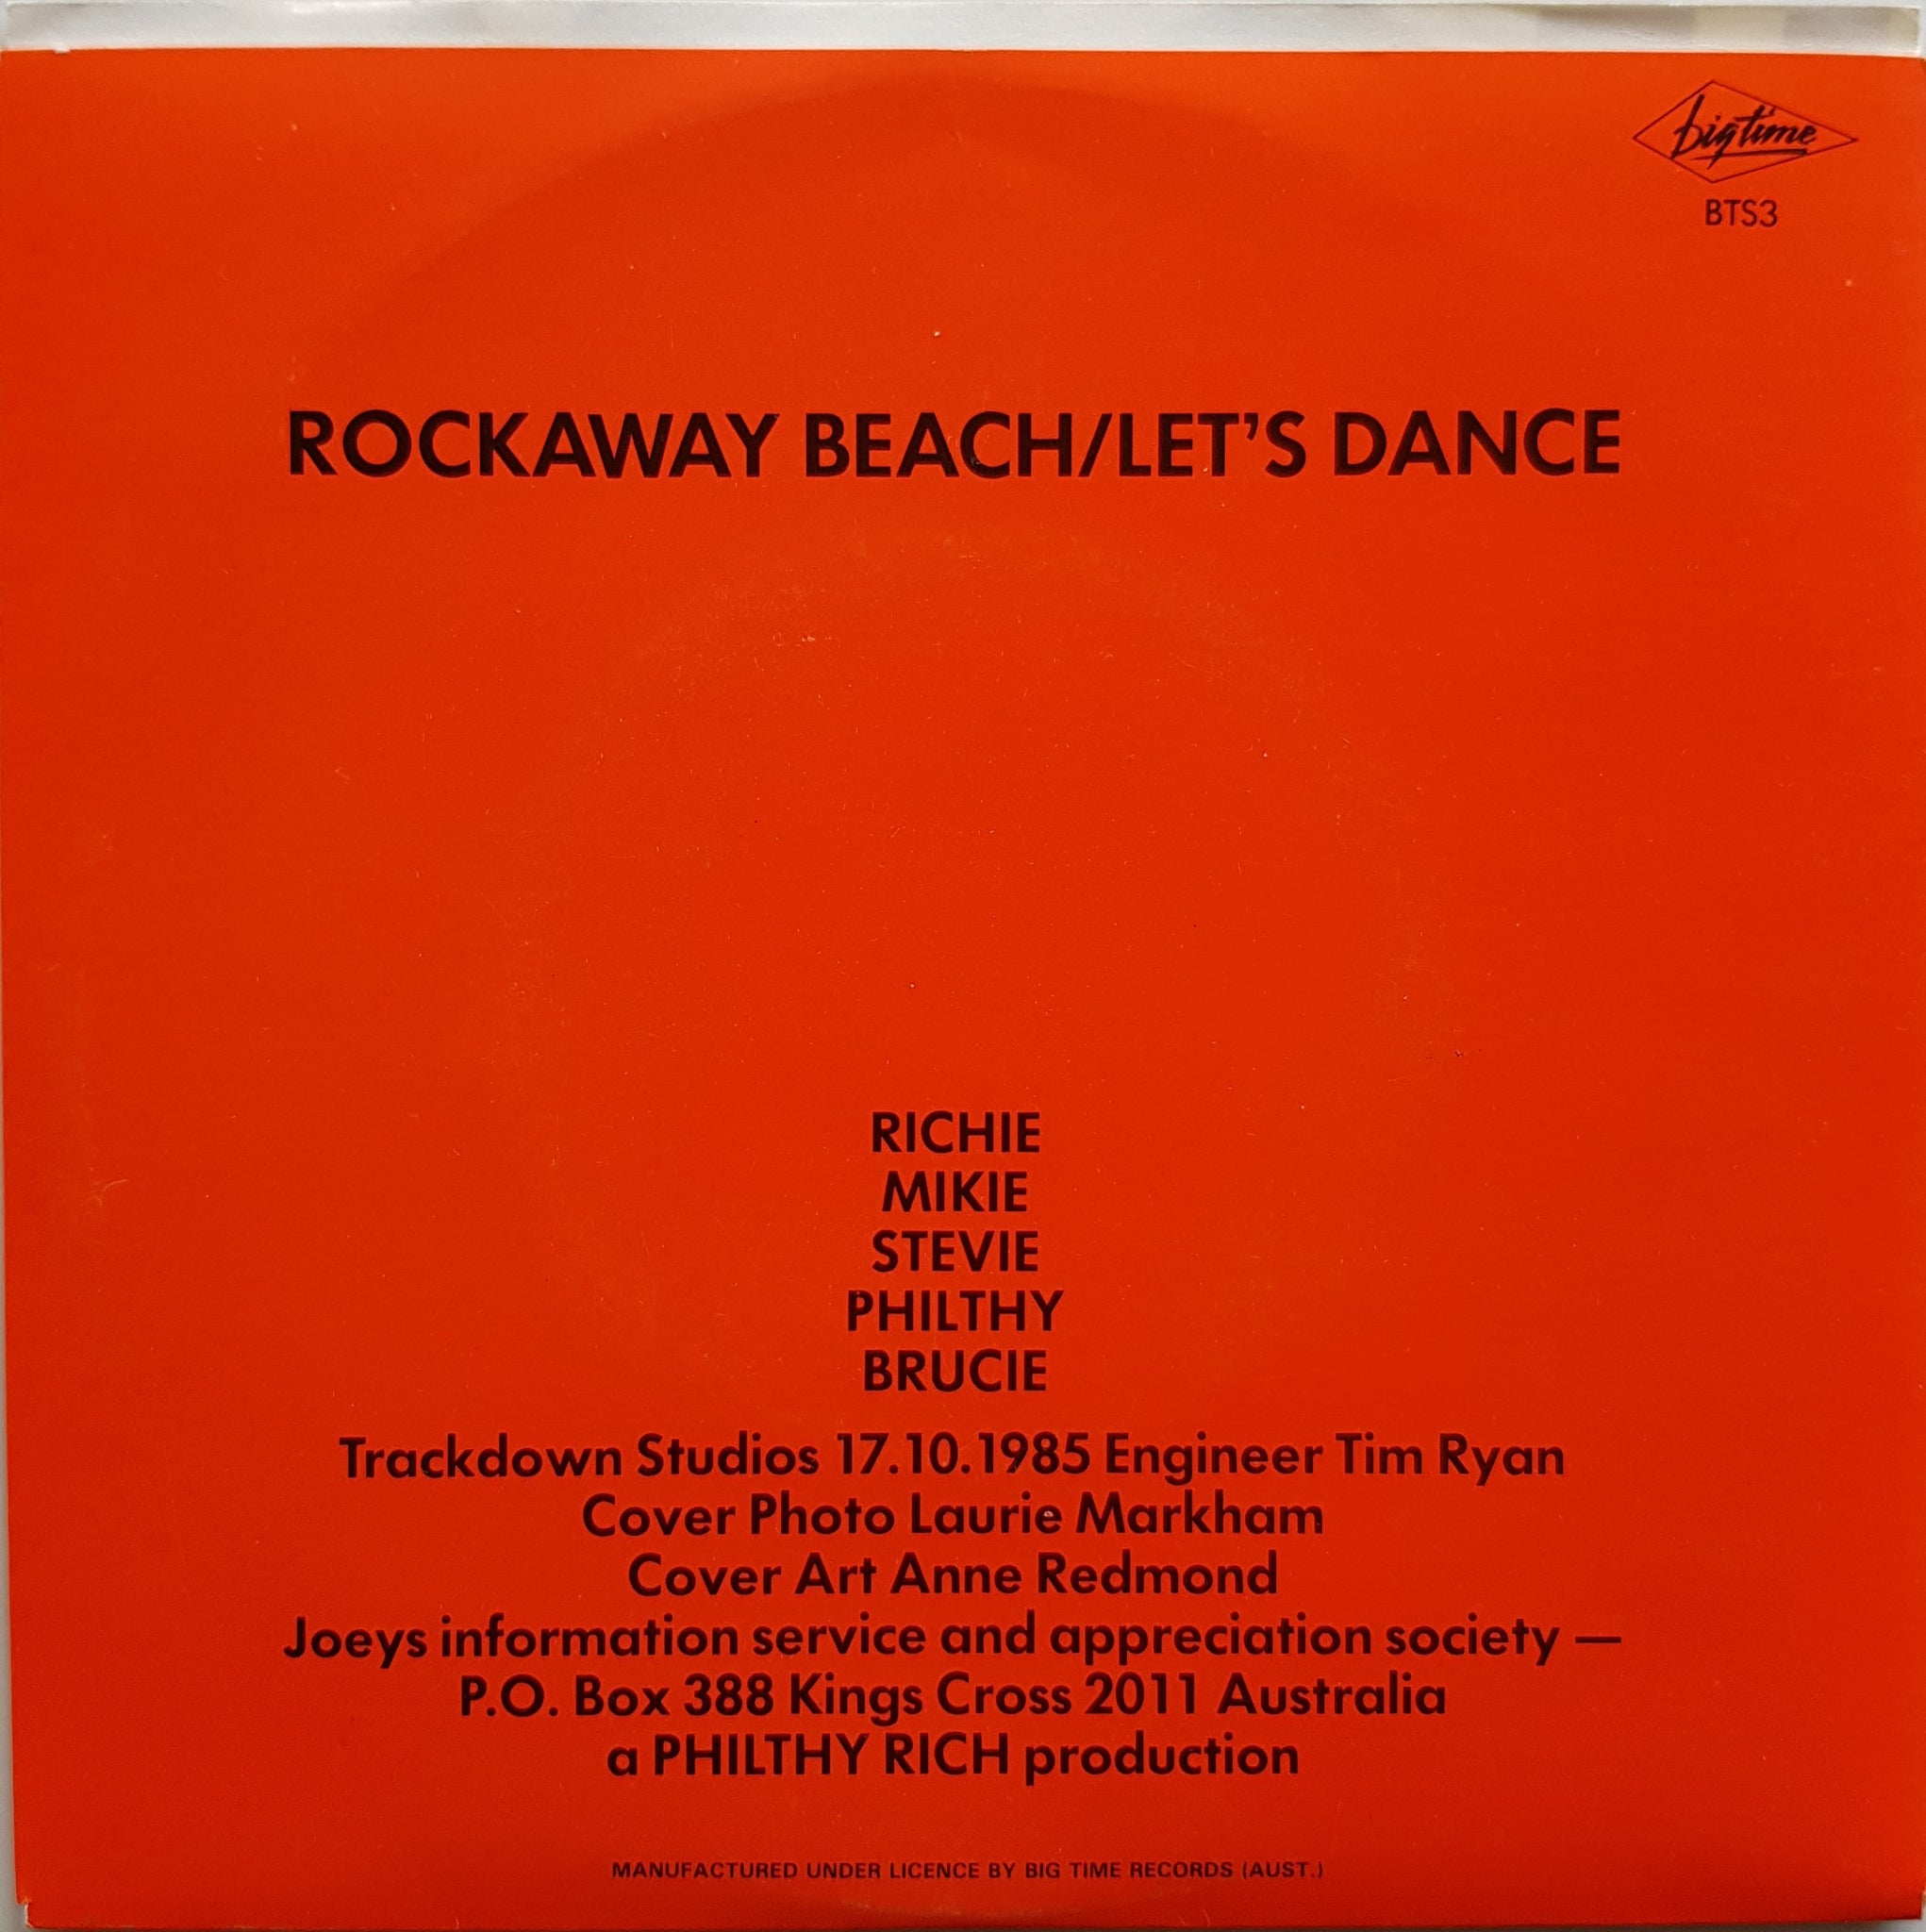 bigtime
BTS3
ROCKAWAY BEACH/LET'S DANCE
RICHIE
MIKIE
STEVIE
PHILTHY
BRUCIE
Trackdown Studios 17.10.1985 Engineer Tim Ryan
Cover Photo Laurie Markham
Cover Art Anne Redmond
Joeys information service and appreciation society —
P.O. Box 388 Kings Cross 2011 Australia
a PHILTHY RICH production
MANUFACTURED UNDER LICENCE BY BIG TIME RECORDS (AUST.)